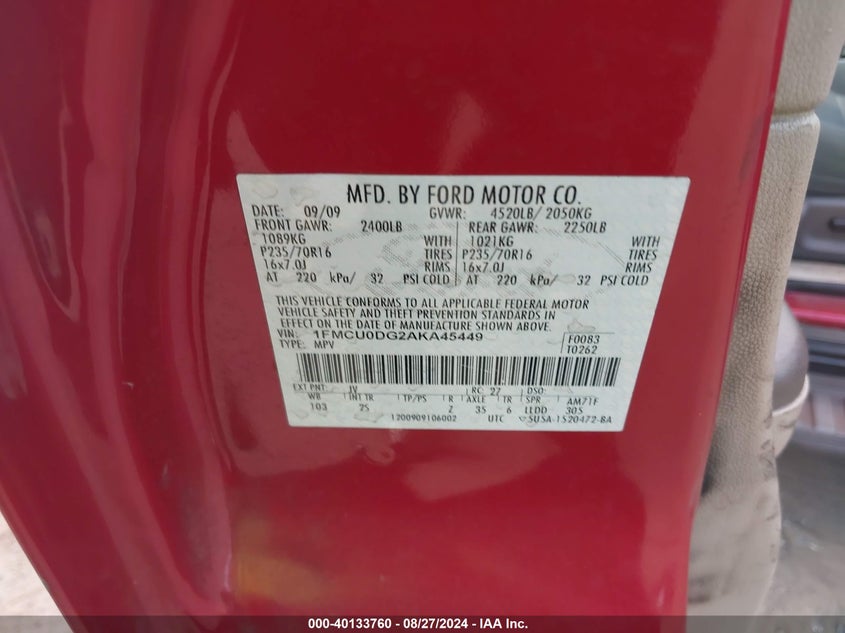 MFD. BY FORD MOTOR CO.
DATE: 09/09 GVWR: 4520LB/ 2050KG
FRONT GAWR: 2400LB REAR GAWR: 2250LB
1089KG WITH 1021KG WITH
P235/70R16 TIRES P235/70R16 TIRES
16x7.0J RIMS 16x7.0J RIMS
AT 220 kPa/ 32 PSI COLD AT 220 kPa/ 32 PSI COLD
THIS VEHICLE CONFORMS TO ALL APPLICABLE FEDERAL MOTOR
VEHICLE SAFETY AND THEFT PREVENTION STANDARDS IN
EFFECT ON THE DATE OF MANUFACTURE SHOWN ABOVE.
VIN: 1FMCU0DG2AKA45449 F0083
TYPE: MPV T0262
EXT PNT: JV RC: 27 DSO:
WB INT TR TP/PS R AXLE TR SPR AM71F
103 2S Z 35 6 LLDD 305
1200909106002 UTC SU5A-1520472-BA
000-40133760 - 08/27/2024 - IAA Inc.